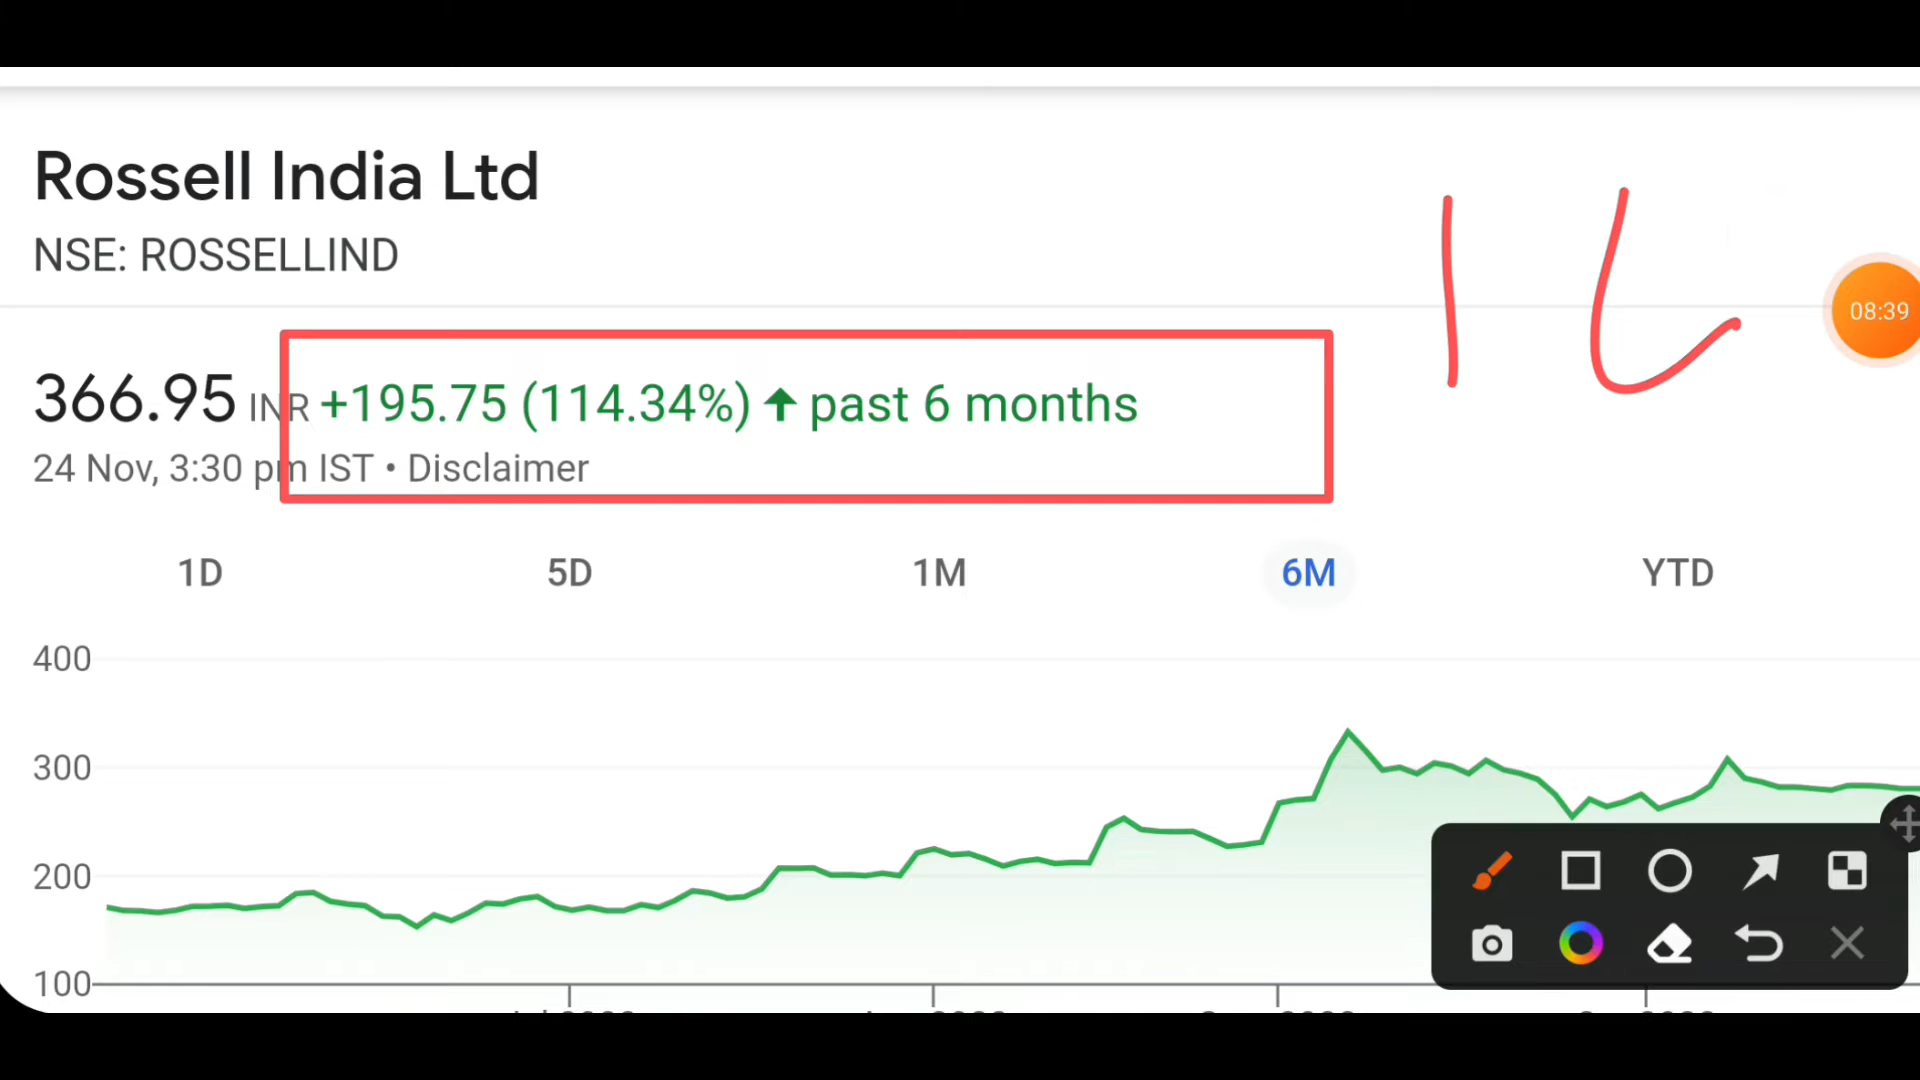 Rossell India Ltd
NSE: ROSSELLIND
08:39
366.95 INR +195.75 (114.34%) ↑ past 6 months
24 Nov, 3:30 pm IST • Disclaimer
1D 5D 1M 6M YTD
400
300
200
100